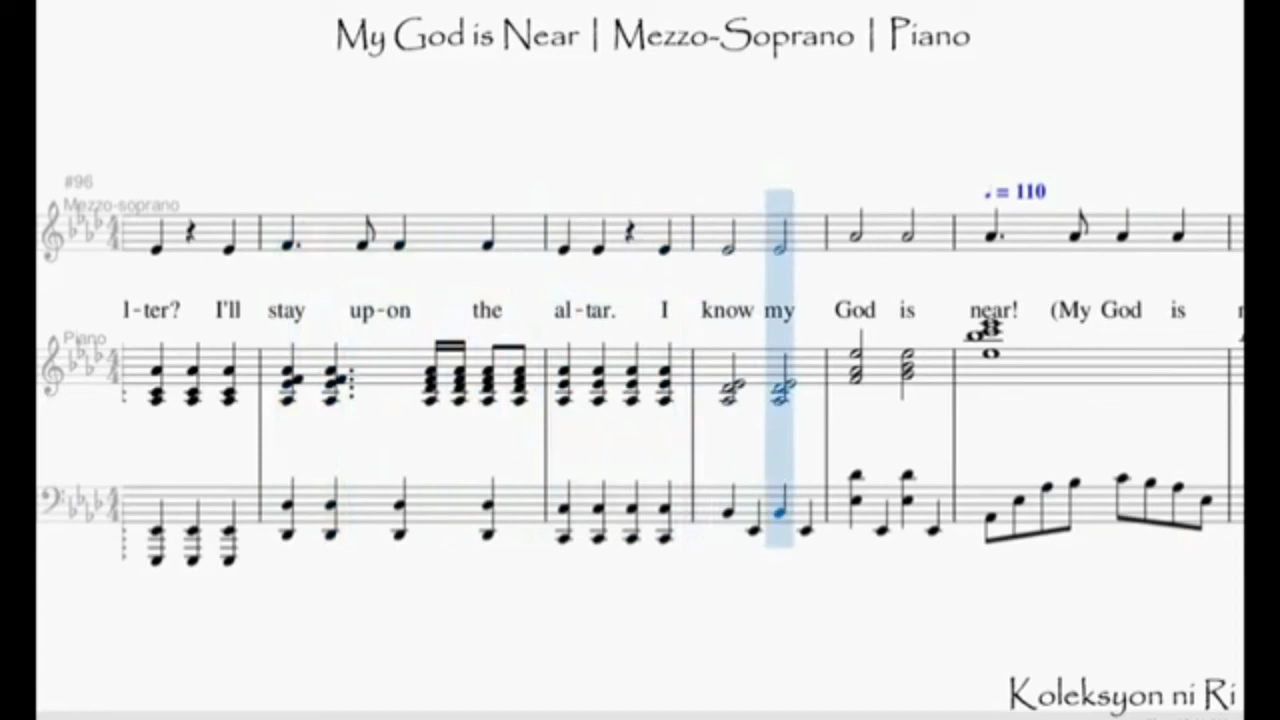 My God is Near | Mezzo-Soprano | Piano
#96
Mezzo-soprano
♩ = 110
l-ter? I'll stay up-on the al-tar. I know my God is near! (My God is
Piano
Koleksyon ni Ri